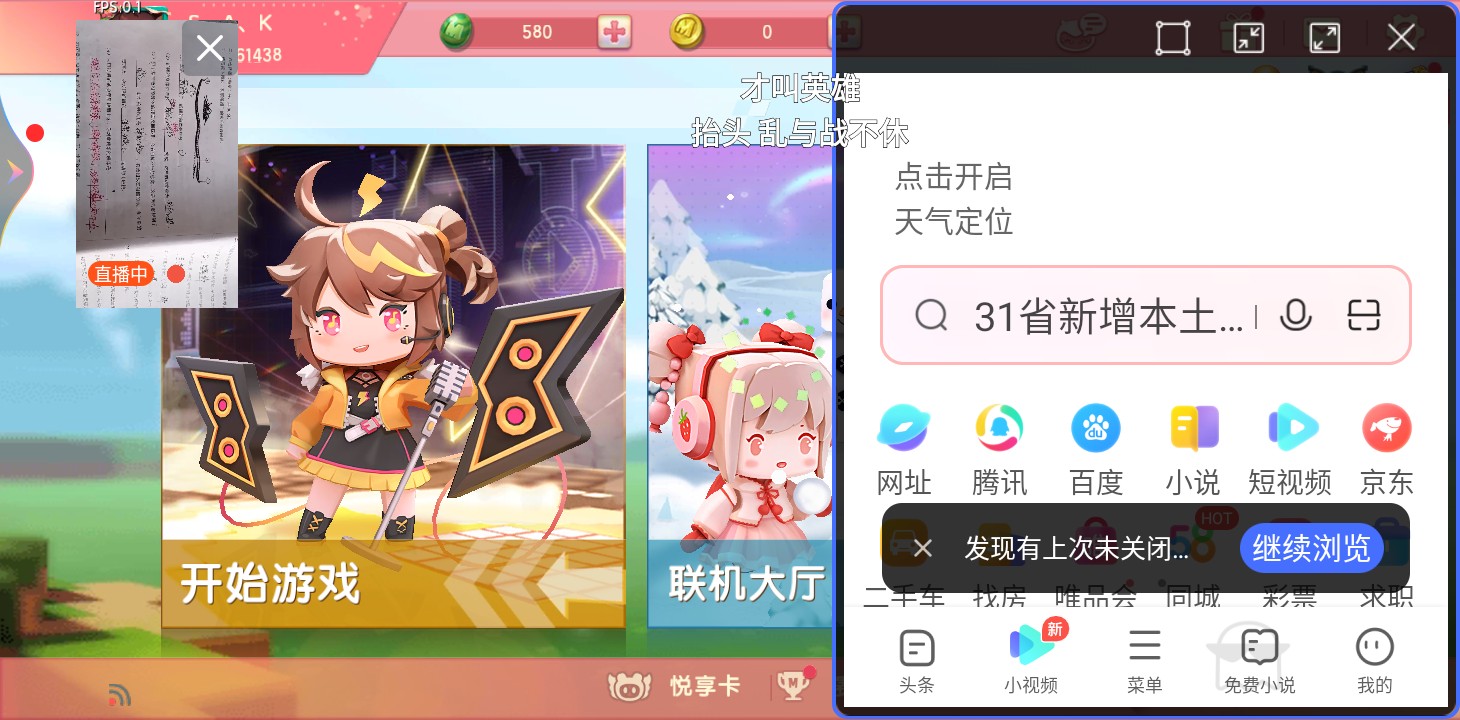 FPS:0.1
S A K
61438
580
0
才叫英雄
抬头 乱与战不休
直播中
开始游戏
联机大厅
悦享卡
点击开启
天气定位
31省新增本土...
网址
腾讯
百度
du
小说
短视频
京东
HOT
58
发现有上次未关闭...
继续浏览
二手车
找房
唯品会
同城
彩票
求职
新
头条
小视频
菜单
免费小说
我的